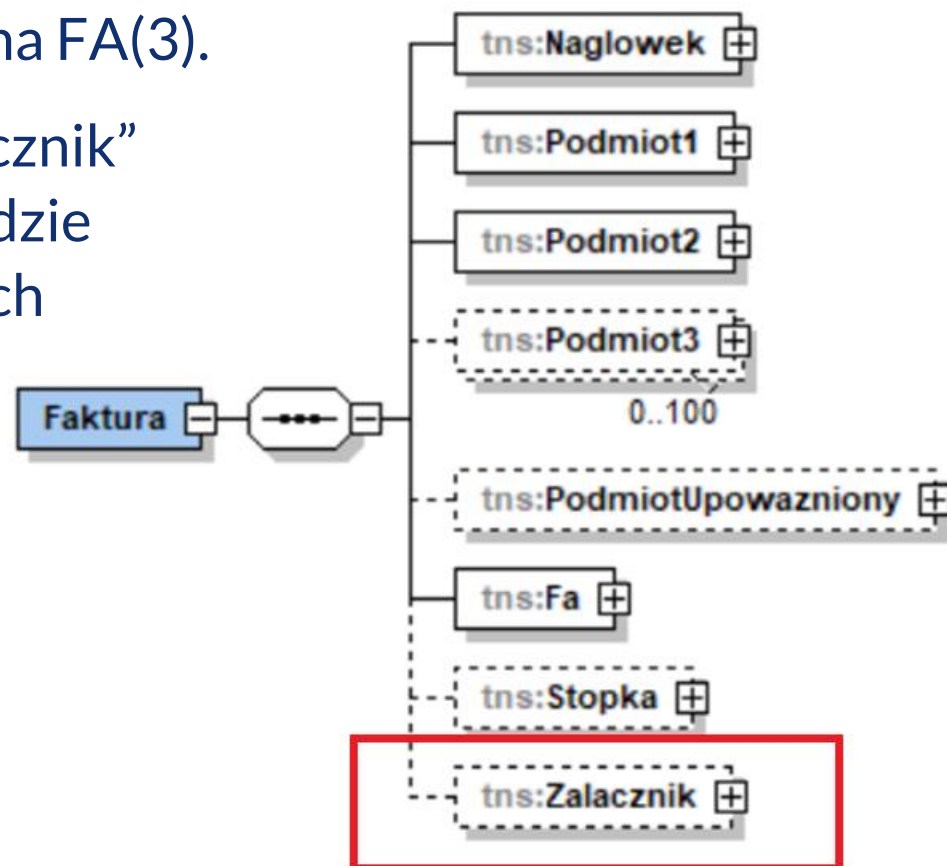 na FA(3).
cznik”
dzie
ch
tns:Naglowek
tns:Podmiot1
tns:Podmiot2
tns:Podmiot3
0..100
Faktura
tns:PodmiotUpowazniony
tns:Fa
tns:Stopka
tns:Zalacznik